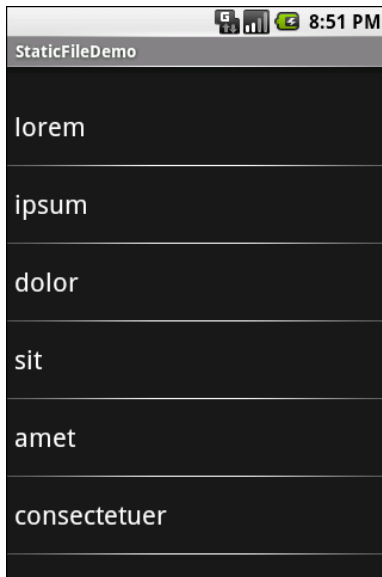 G 8:51 PM
StaticFileDemo
lorem
ipsum
dolor
sit
amet
consectetuer